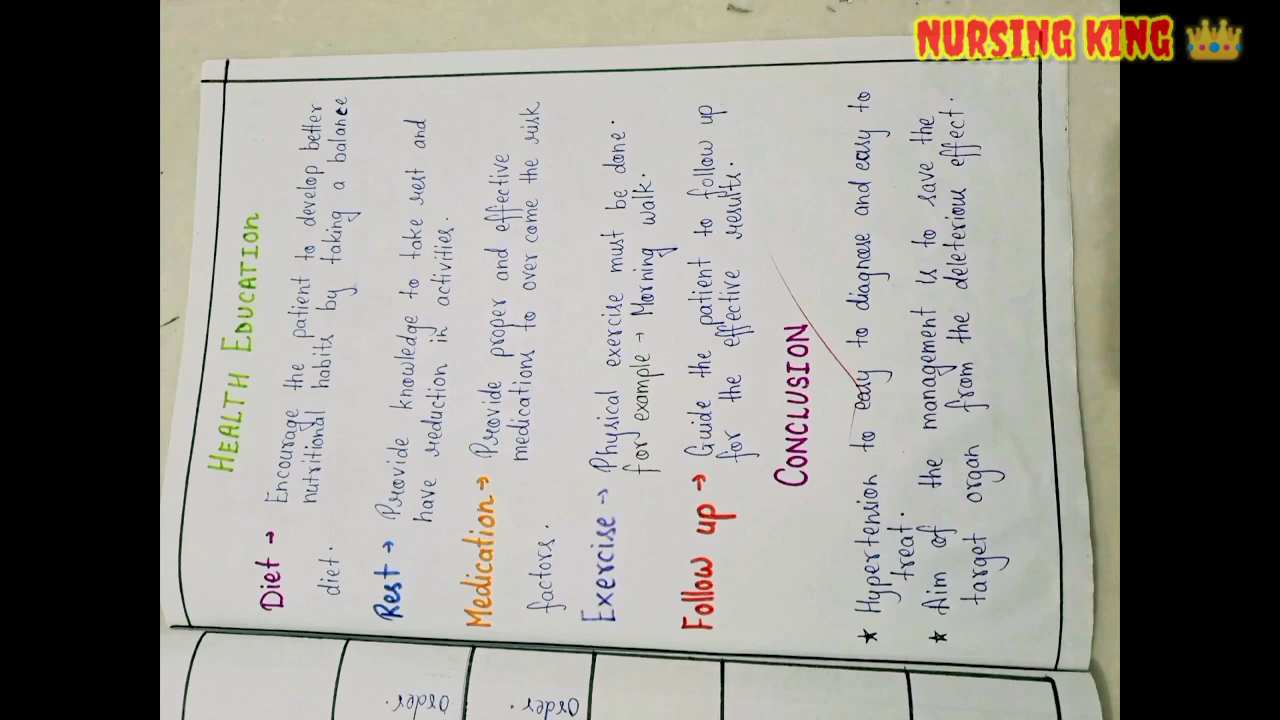 NURSING KING
HEALTH EDUCATION
Diet → Encourage the patient to develop better
nutritional habits by taking a balance
diet.
Rest → Provide knowledge to take rest and
have reduction in activities.
Medication → Provide proper and effective
medications to over come the risk
factors.
Exercise → Physical exercise must be done.
for example → Morning walk.
Follow up → Guide the patient to follow up
for the effective results.
CONCLUSION
★ Hypertension to easy to diagnose and easy to
treat.
★ Aim of the management is to save the
target organ from the deleterious effect.
order.
order.